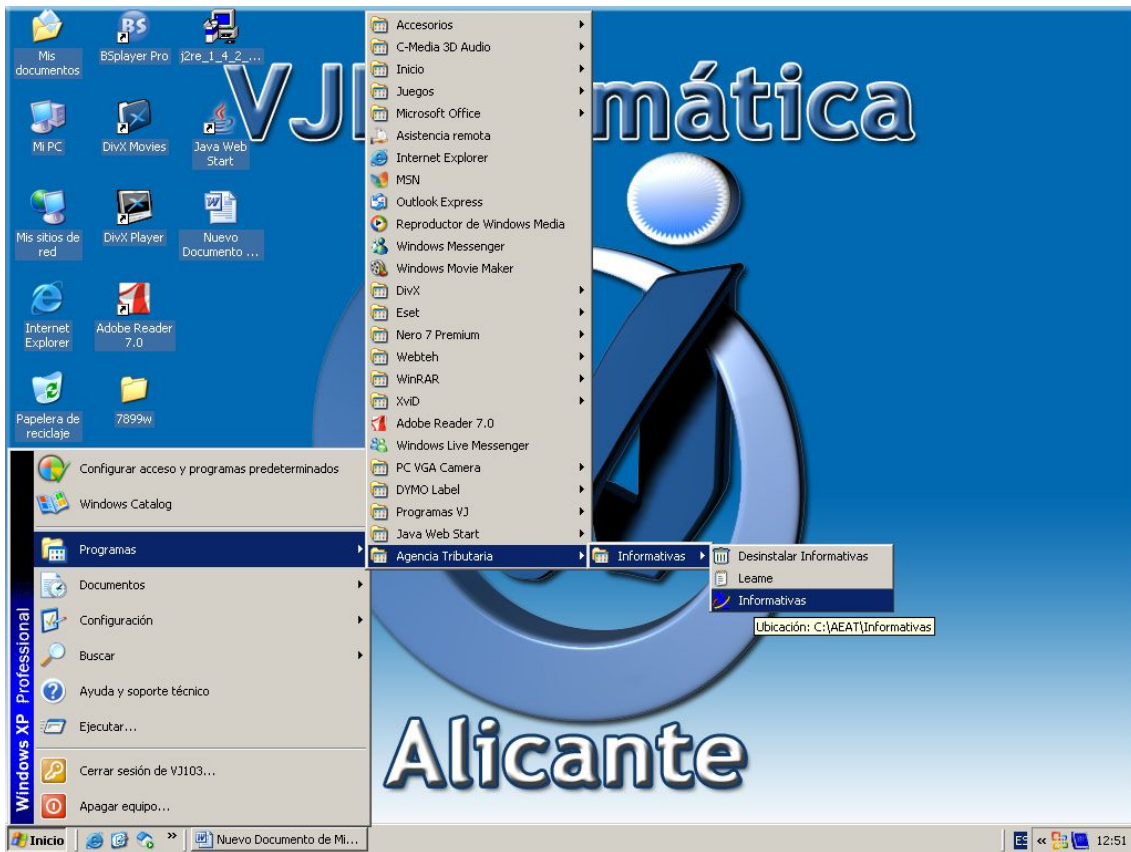 Mis
documentos
BSplayer Pro
j2re_1_4_2_...
Mi PC
DivX Movies
Java Web
Start
Mis sitios de
red
DivX Player
Nuevo
Documento ...
Internet
Explorer
Adobe Reader
7.0
Papelera de
reciclaje
7899w
VJ
mática
Alicante
Accesorios
C-Media 3D Audio
Inicio
Juegos
Microsoft Office
Asistencia remota
Internet Explorer
MSN
Outlook Express
Reproductor de Windows Media
Windows Messenger
Windows Movie Maker
DivX
Eset
Nero 7 Premium
Webteh
WinRAR
XviD
Adobe Reader 7.0
Windows Live Messenger
PC VGA Camera
DYMO Label
Programas VJ
Java Web Start
Agencia Tributaria
Informativas
Desinstalar Informativas
Leame
Informativas
Ubicación: C:\AEAT\Informativas
Configurar acceso y programas predeterminados
Windows Catalog
Programas
Documentos
Configuración
Buscar
Ayuda y soporte técnico
Ejecutar...
Cerrar sesión de VJ103...
Apagar equipo...
Windows XP Professional
Inicio
»
Nuevo Documento de Mi...
ES
«
12:51